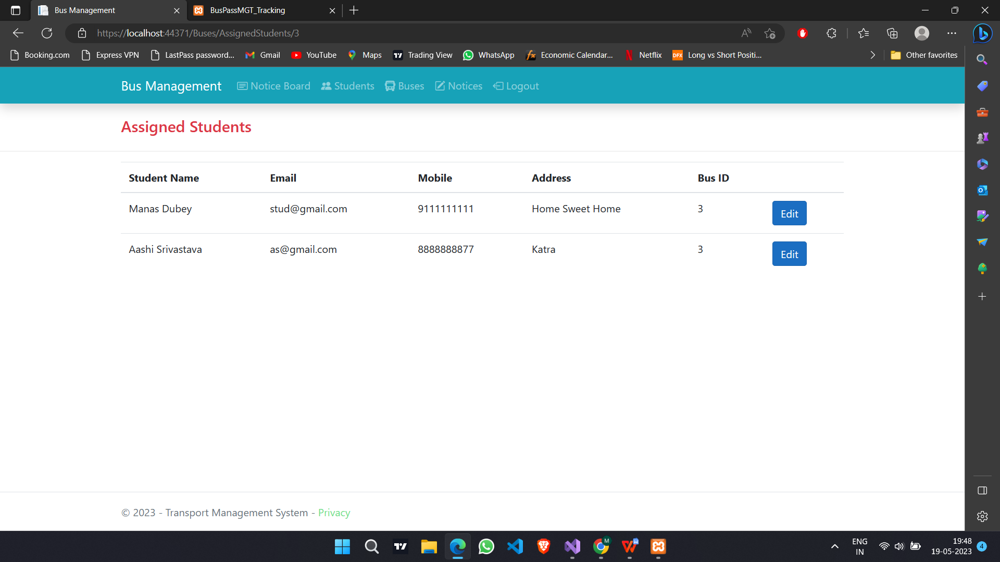 Bus Management
BusPassMGT_Tracking
https://localhost:44371/Buses/AssignedStudents/3
Booking.com
Express VPN
LastPass password...
Gmail
YouTube
Maps
Trading View
WhatsApp
Economic Calendar...
Netflix
DFX
Long vs Short Positi...
Other favorites
Bus Management
Notice Board
Students
Buses
Notices
Logout
Assigned Students
Student Name Email Mobile Address Bus ID
Manas Dubey stud@gmail.com 9111111111 Home Sweet Home 3 Edit
Aashi Srivastava as@gmail.com 8888888877 Katra 3 Edit
© 2023 - Transport Management System - Privacy
M
ENG
IN
19:48
19-05-2023
4